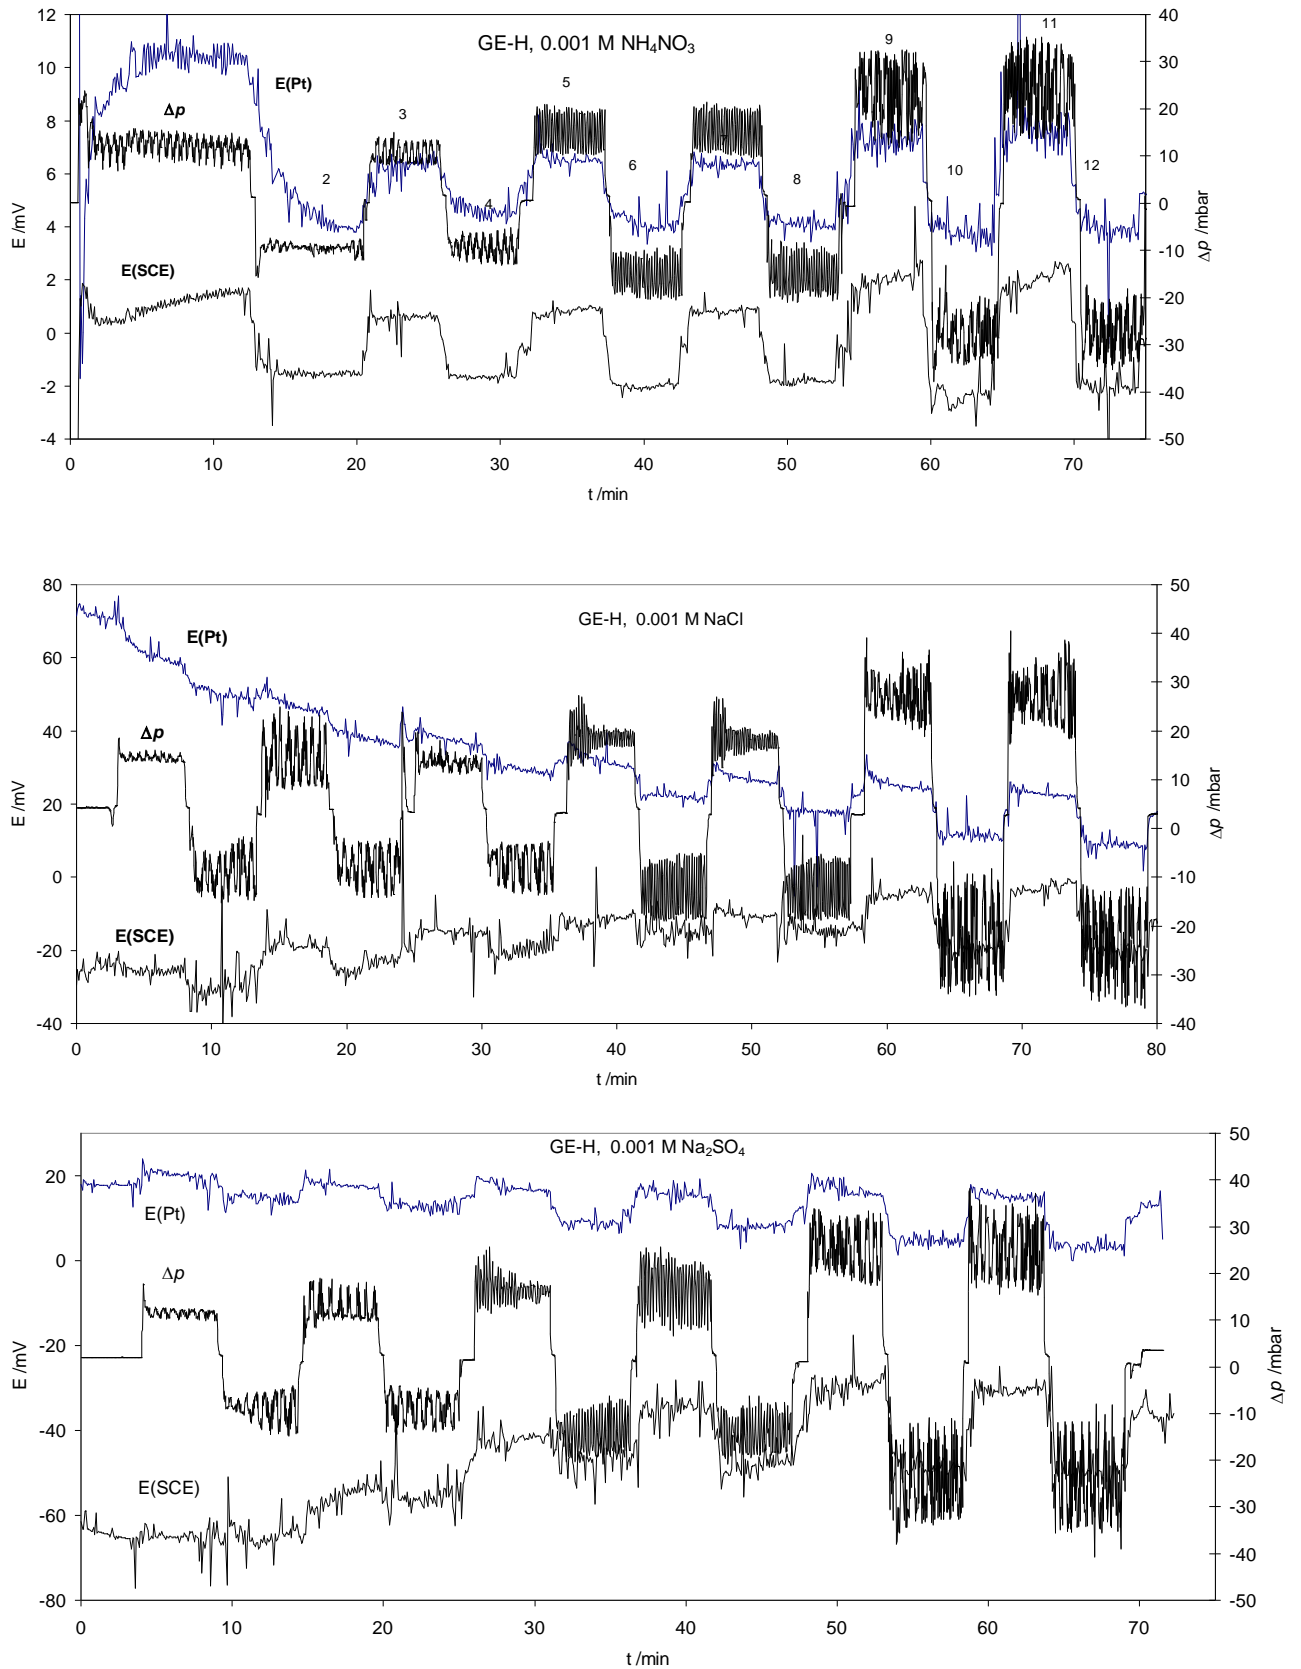 GE-H, 0.001 M NH₄NO₃
12
10
8
6
4
2
0
-2
-4
E /mV
E(Pt)
Δp
E(SCE)
2
3
4
5
6
7
8
9
10
11
12
40
30
20
10
0
-10
-20
-30
-40
-50
Δp /mbar
0 10 20 30 40 50 60 70
t /min
GE-H, 0.001 M NaCl
80
60
40
20
0
-20
-40
E /mV
E(Pt)
Δp
E(SCE)
50
40
30
20
10
0
-10
-20
-30
-40
Δp /mbar
0 10 20 30 40 50 60 70 80
t /min
GE-H, 0.001 M Na₂SO₄
20
0
-20
-40
-60
-80
E /mV
E(Pt)
Δp
E(SCE)
50
40
30
20
10
0
-10
-20
-30
-40
-50
Δp /mbar
0 10 20 30 40 50 60 70
t /min